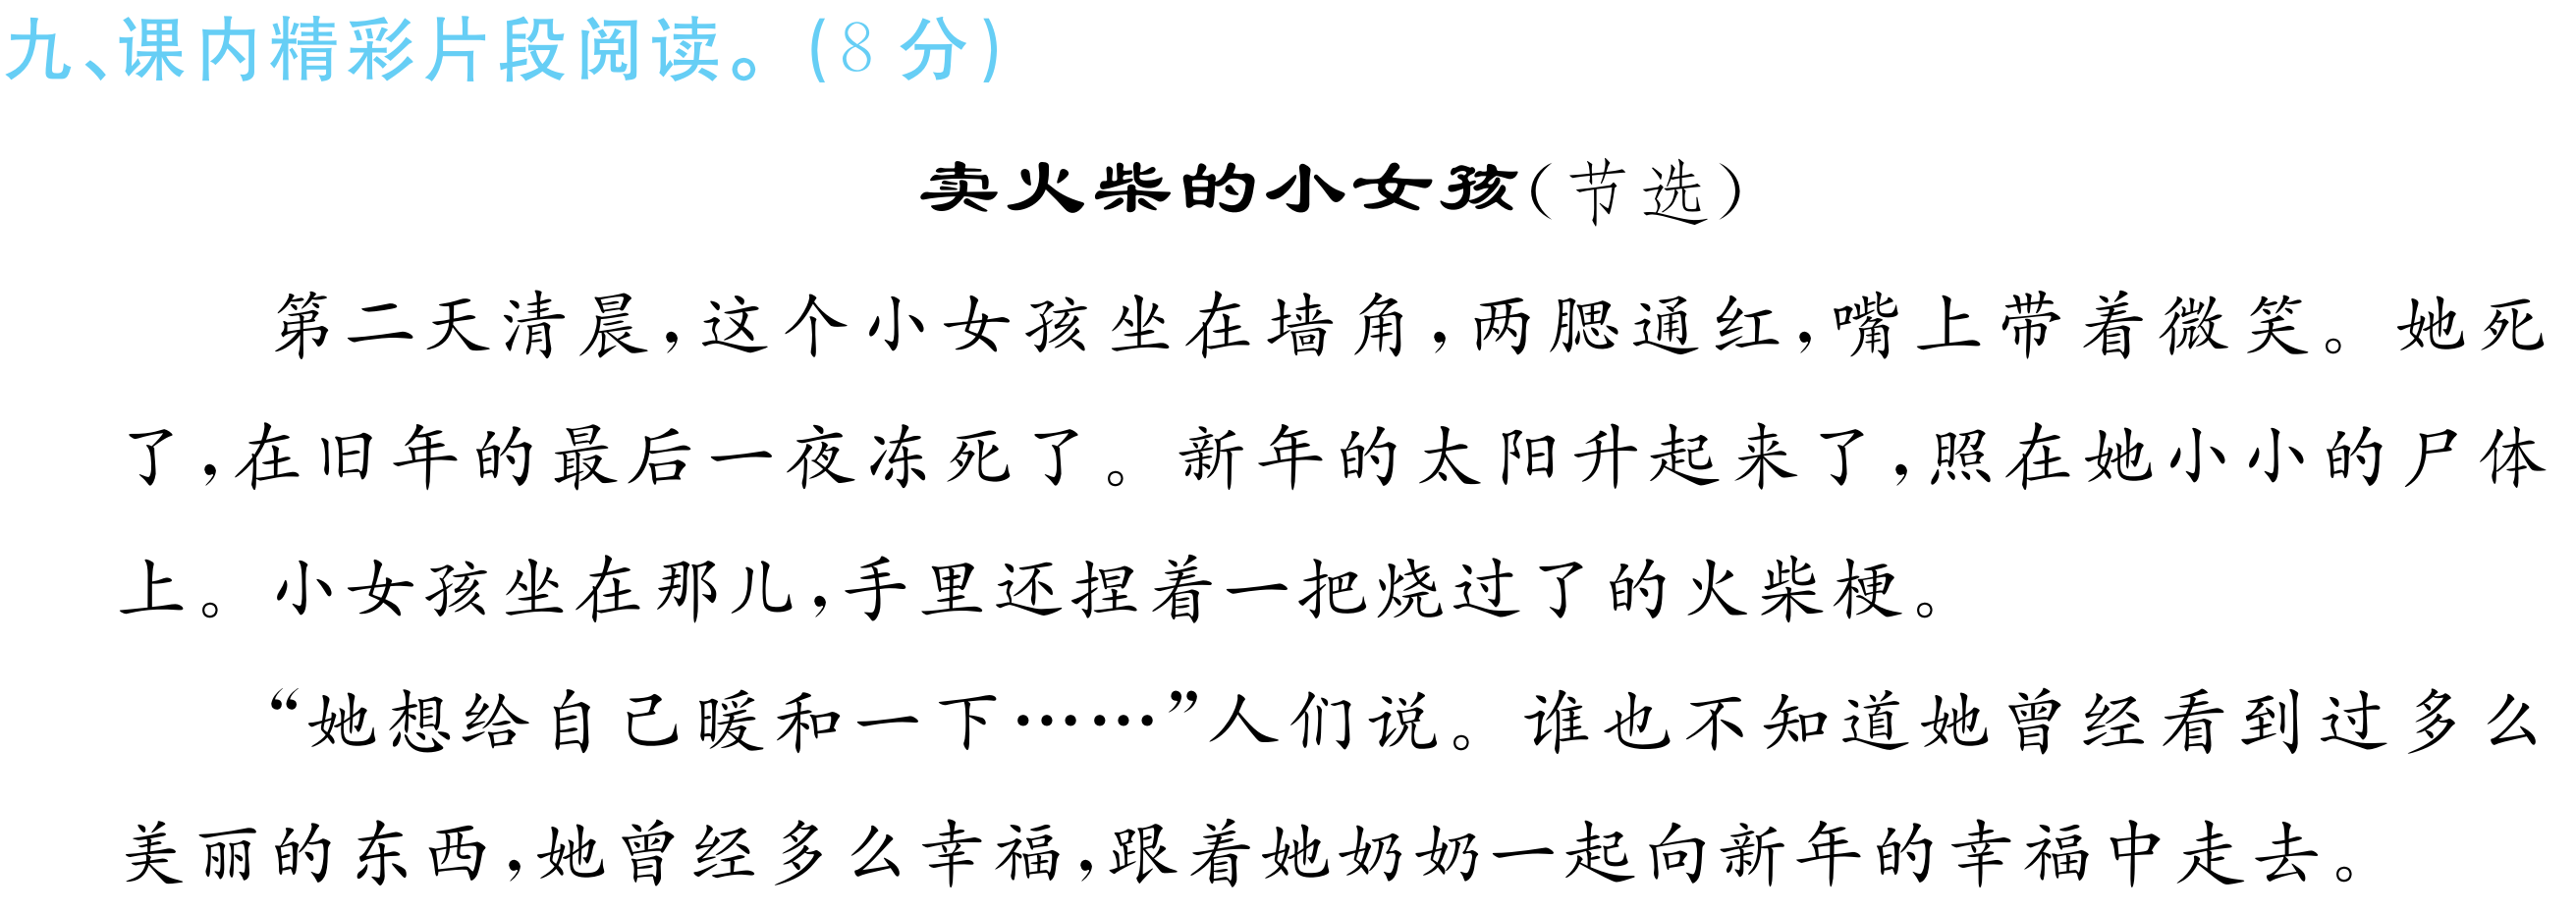 九、课内精彩片段阅读。(8 分)
卖火柴的小女孩(节选)
第二天清晨,这个小女孩坐在墙角,两腮通红,嘴上带着微笑。她死
了,在旧年的最后一夜冻死了。新年的太阳升起来了,照在她小小的尸体
上。小女孩坐在那儿,手里还捏着一把烧过了的火柴梗。
“她想给自己暖和一下……”人们说。谁也不知道她曾经看到过多么
美丽的东西,她曾经多么幸福,跟着她奶奶一起向新年的幸福中走去。